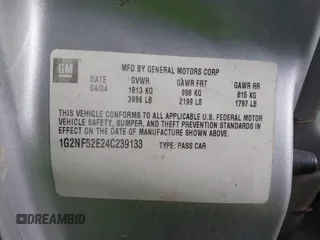 GM
MFD BY GENERAL MOTORS CORP
DATE GVWR GAWR FRT GAWR RR
04/04 1813 KG 998 KG 815 KG
3996 LB 2199 LB 1797 LB
THIS VEHICLE CONFORMS TO ALL APPLICABLE U.S. FEDERAL MOTOR
VEHICLE SAFETY, BUMPER, AND THEFT PREVENTION STANDARDS IN
EFFECT ON THE DATE OF MANUFACTURE SHOWN ABOVE.
1G2NF52E24C239133 TYPE: PASS CAR
DREAMBID